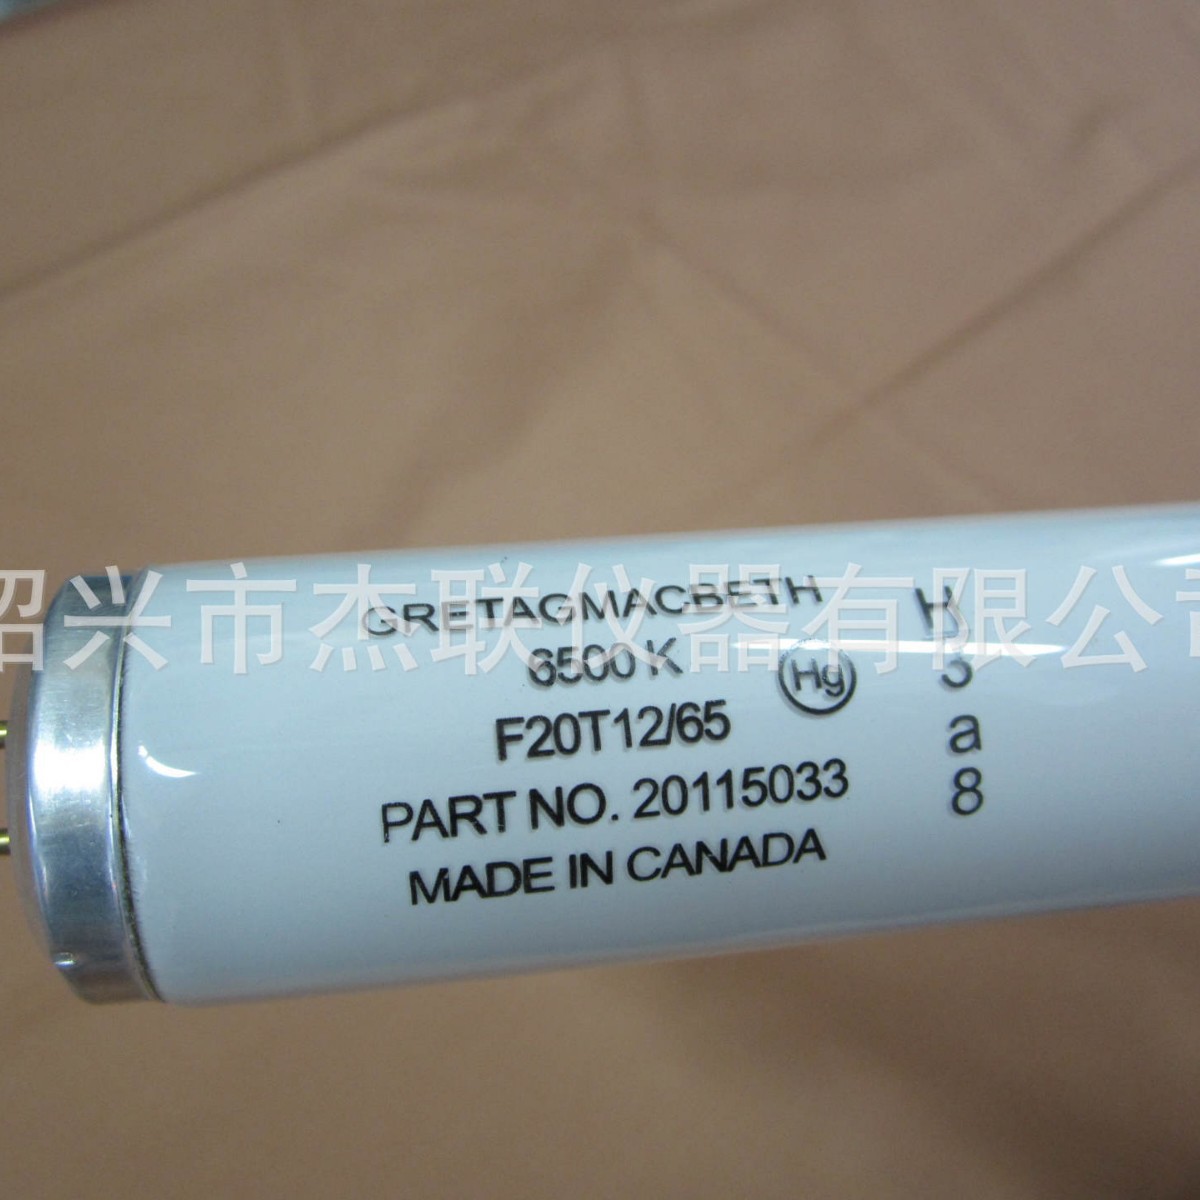 绍兴市杰联仪器有限公司
GRETAGMACBETH
6500 K
Hg
F20T12/65
PART NO. 20115033
MADE IN CANADA
H
a
8